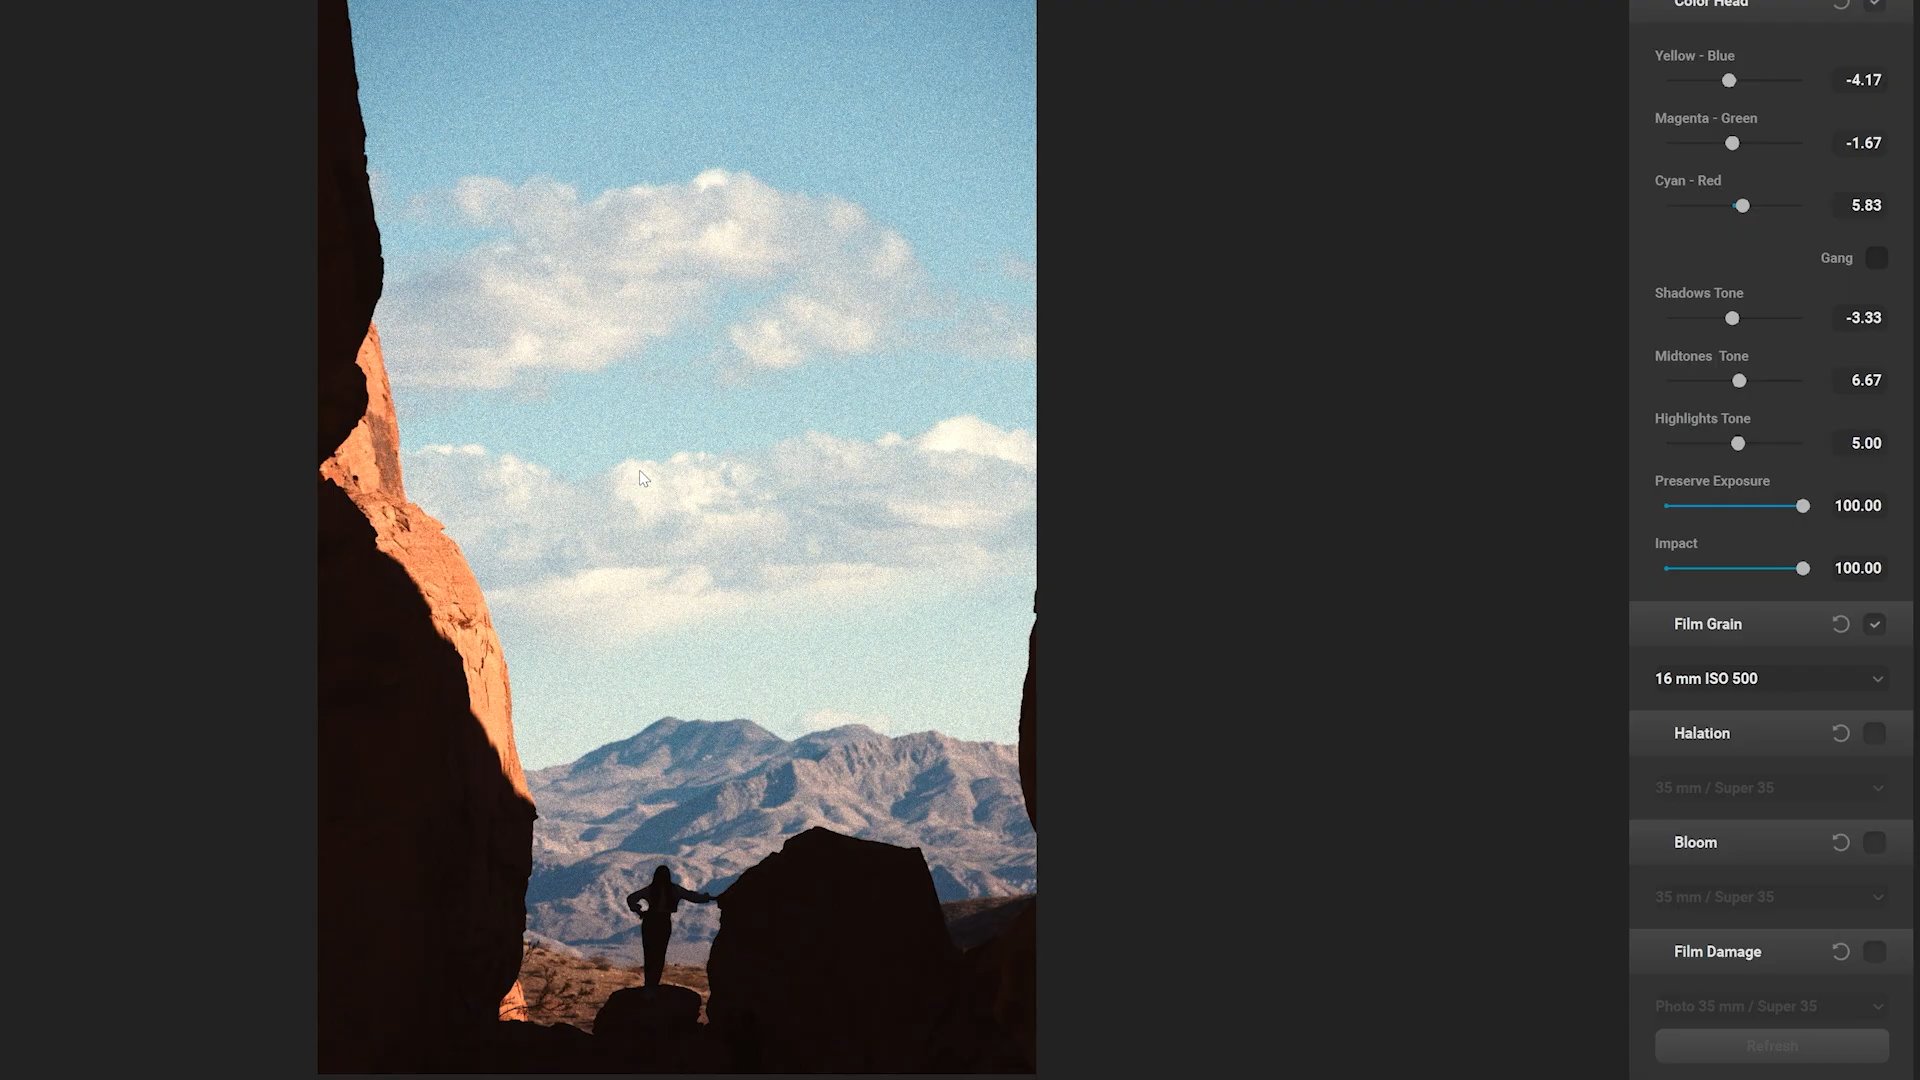 Color Head
Yellow - Blue
-4.17
Magenta - Green
-1.67
Cyan - Red
5.83
Gang
Shadows Tone
-3.33
Midtones Tone
6.67
Highlights Tone
5.00
Preserve Exposure
100.00
Impact
100.00
Film Grain
16 mm ISO 500
Halation
35 mm / Super 35
Bloom
35 mm / Super 35
Film Damage
Photo 35 mm / Super 35
Refresh